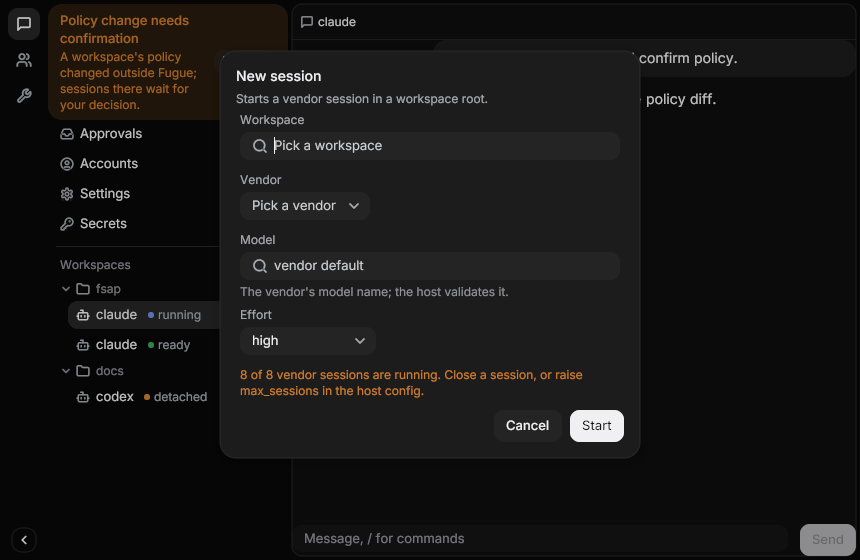 Policy change needs
confirmation
A workspace's policy
changed outside Fugue;
sessions there wait for
your decision.
Approvals
Accounts
Settings
Secrets
Workspaces
fsap
claude running
claude ready
docs
codex detached
claude
confirm policy.
policy diff.
New session
Starts a vendor session in a workspace root.
Workspace
Pick a workspace
Vendor
Pick a vendor
Model
vendor default
The vendor's model name; the host validates it.
Effort
high
8 of 8 vendor sessions are running. Close a session, or raise
max_sessions in the host config.
Cancel Start
Message, / for commands
Send